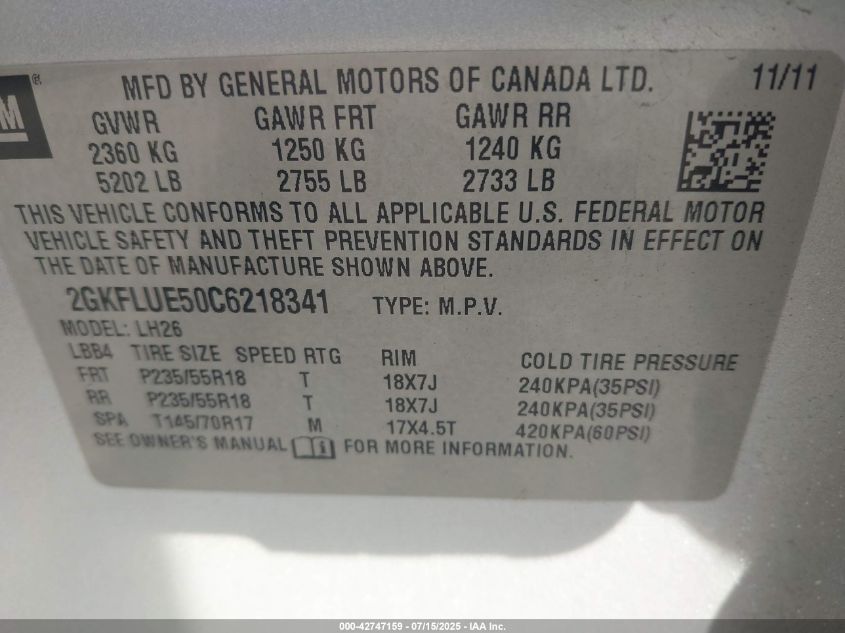 M ®
MFD BY GENERAL MOTORS OF CANADA LTD. 11/11
GVWR GAWR FRT GAWR RR
2360 KG 1250 KG 1240 KG
5202 LB 2755 LB 2733 LB
THIS VEHICLE CONFORMS TO ALL APPLICABLE U.S. FEDERAL MOTOR
VEHICLE SAFETY AND THEFT PREVENTION STANDARDS IN EFFECT ON
THE DATE OF MANUFACTURE SHOWN ABOVE.
2GKFLUE50C6218341 TYPE: M.P.V.
MODEL: LH26
LBB4 TIRE SIZE SPEED RTG RIM COLD TIRE PRESSURE
FRT P235/55R18 T 18X7J 240KPA(35PSI)
RR P235/55R18 T 18X7J 240KPA(35PSI)
SPA T145/70R17 M 17X4.5T 420KPA(60PSI)
SEE OWNER'S MANUAL FOR MORE INFORMATION.
000-42747159 - 07/15/2025 - IAA Inc.